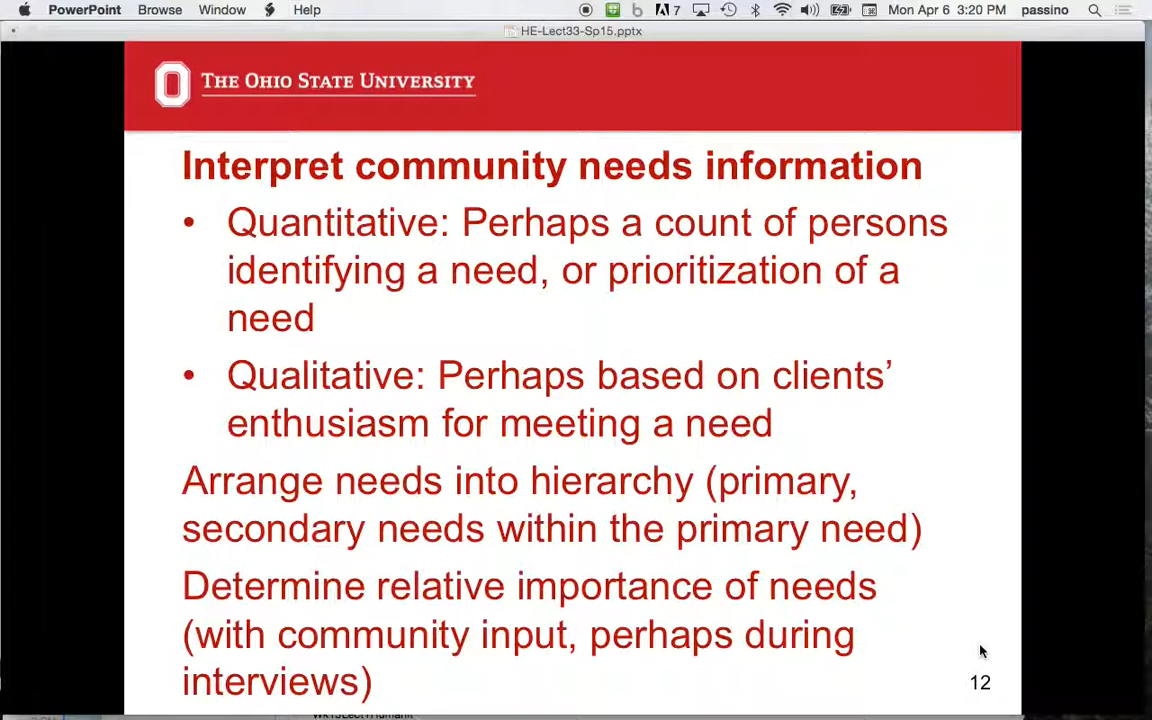 PowerPoint Browse Window Help 7 Mon Apr 6 3:20 PM passino
HE-Lect33-Sp15.pptx
THE OHIO STATE UNIVERSITY
Interpret community needs information
• Quantitative: Perhaps a count of persons
identifying a need, or prioritization of a
need
• Qualitative: Perhaps based on clients’
enthusiasm for meeting a need
Arrange needs into hierarchy (primary,
secondary needs within the primary need)
Determine relative importance of needs
(with community input, perhaps during
interviews)
12